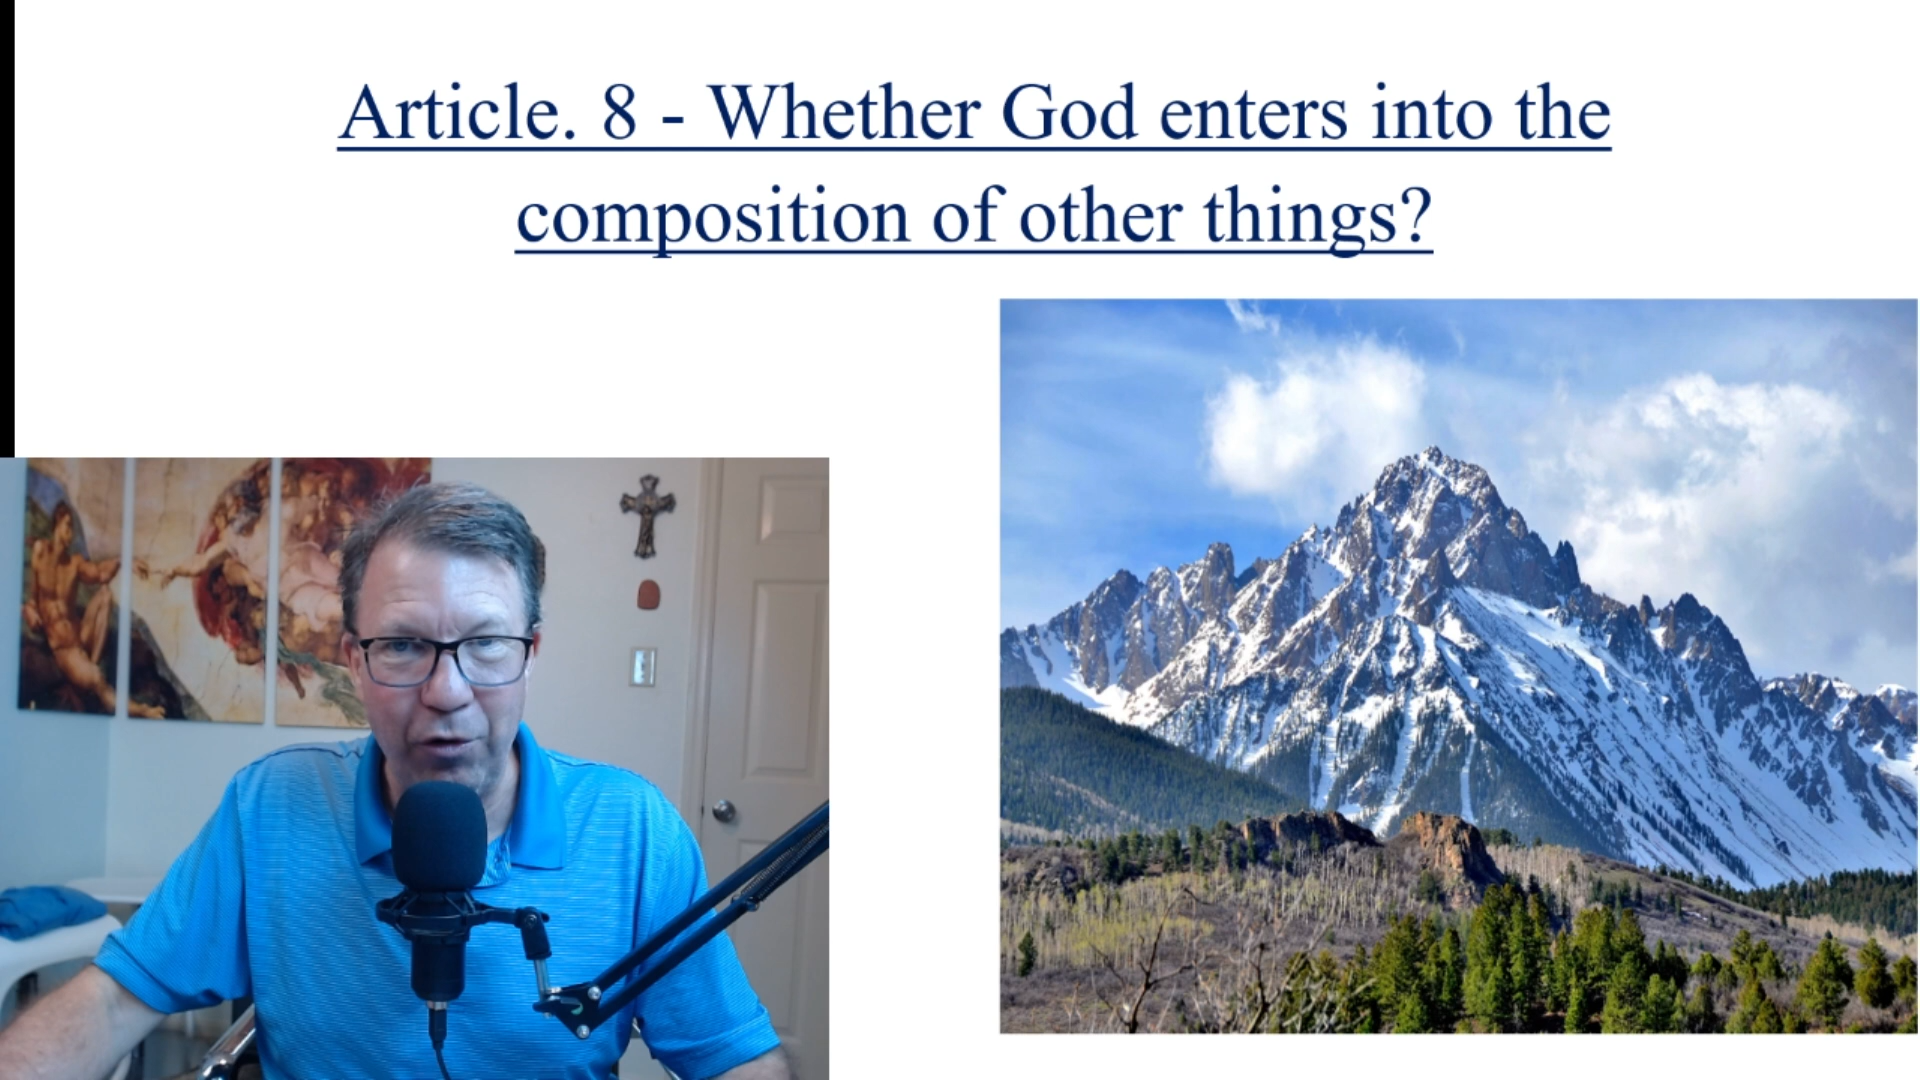 Article. 8 - Whether God enters into the
composition of other things?